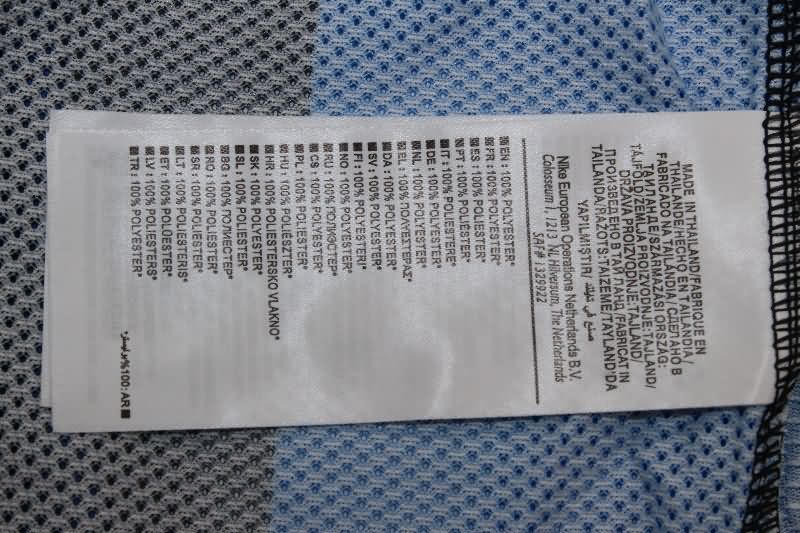 MADE IN THAILAND/FABRIQUE EN
THAILANDE/HECHO EN TAILANDIA/
FABRICADO NA TAILÂNDIA/СДЕЛАНО В
ТАИЛАНДЕ/SZÁRMAZÁSI ORSZÁG:
TÁJFÖLD/ZEMLJA PROIZVODNJE: TAJLAND/
DRŽAVA PROIZVODNJE:TAJLAND/
ПРОИЗВЕДЕНО В ТАЙЛАНД/FABRICAT IN
TAILANDA/RAŽOTS:TAIZEME/TAYLAND'DA
YAPILMIŞTIR/ صنع في تايلند
Nike European Operations Netherlands B.V.
Colosseum 1, 1213 NL Hilversum, The Netherlands
SAF# 1329922
EN: 100% POLYESTER*
FR: 100% POLYESTER*
ES: 100% POLIÉSTER*
PT: 100% POLIÉSTER*
IT: 100% POLIESTERE*
DE: 100% POLYESTER*
NL: 100% POLYESTER*
EL: 100% ΠΟΛΥΕΣΤΕΡΑΣ*
DA: 100% POLYESTER*
SV: 100% POLYESTER*
FI: 100% POLYESTERI*
NO: 100% POLYESTER*
RU: 100% ПОЛИЭСТЕР*
CS: 100% POLYESTER*
PL: 100% POLIESTER*
HU: 100% POLIÉSZTER*
HR: 100% POLIESTERSKO VLAKNO*
SK: 100% POLYESTER*
SL: 100% POLIESTER*
BG: 100% ПОЛИЕСТЕР*
RO: 100% POLIESTER*
SR: 100% POLIESTER*
LT: 100% POLIESTERIS*
ET: 100% POLÜESTER*
LV: 100% POLIESTERS*
TR: 100% POLYESTER*
AR: 100% بوليستر*